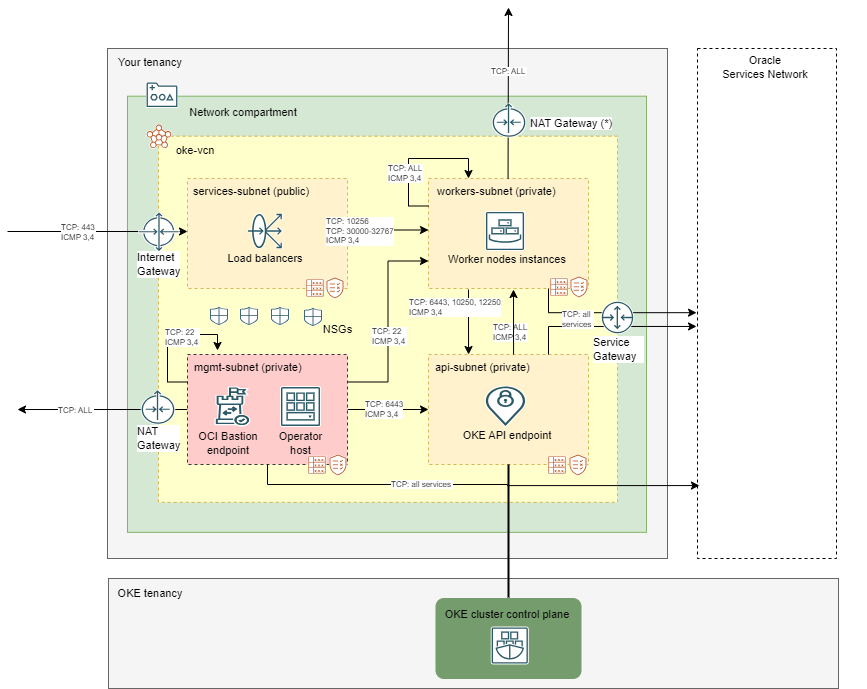 Your tenancy
Oracle
Services Network
TCP: ALL
Network compartment
NAT Gateway (*)
oke-vcn
TCP: ALL
ICMP 3,4
services-subnet (public)
workers-subnet (private)
TCP: 443
ICMP 3,4
TCP: 10256
TCP: 30000-32767
ICMP 3,4
Internet
Gateway
Load balancers
Worker nodes instances
TCP: 6443, 10250, 12250
ICMP 3,4
TCP: all
services
NSGs
TCP: 22
ICMP 3,4
TCP: 22
ICMP 3,4
TCP: ALL
ICMP 3,4
Service
Gateway
mgmt-subnet (private)
api-subnet (private)
TCP: ALL
NAT
Gateway
TCP: 6443
ICMP 3,4
OCI Bastion
endpoint
Operator
host
OKE API endpoint
TCP: all services
OKE tenancy
OKE cluster control plane